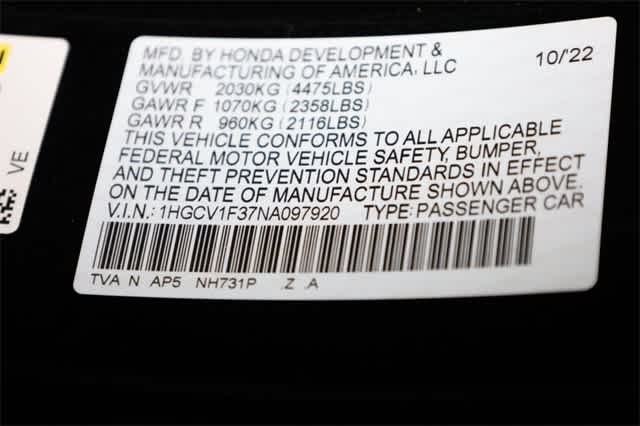 MFD. BY HONDA DEVELOPMENT &
MANUFACTURING OF AMERICA, LLC
10/'22
GVWR 2030KG (4475LBS)
GAWR F 1070KG (2358LBS)
GAWR R 960KG (2116LBS)
THIS VEHICLE CONFORMS TO ALL APPLICABLE
FEDERAL MOTOR VEHICLE SAFETY, BUMPER,
AND THEFT PREVENTION STANDARDS IN EFFECT
ON THE DATE OF MANUFACTURE SHOWN ABOVE.
V.I.N.: 1HGCV1F37NA097920 TYPE: PASSENGER CAR
TVA N AP5 NH731P .Z .A
VE